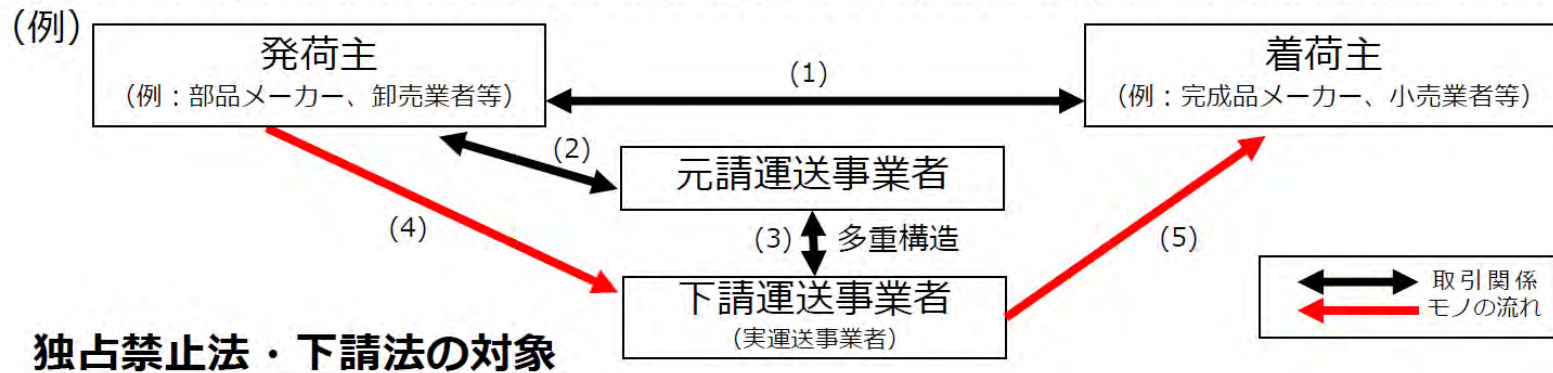 (例)
発荷主
(例：部品メーカー、卸売業者等)
(1)
着荷主
(例：完成品メーカー、小売業者等)
(2)
元請運送事業者
(4)
(3)
多重構造
(5)
下請運送事業者
(実運送事業者)
取引関係
モノの流れ
独占禁止法・下請法の対象